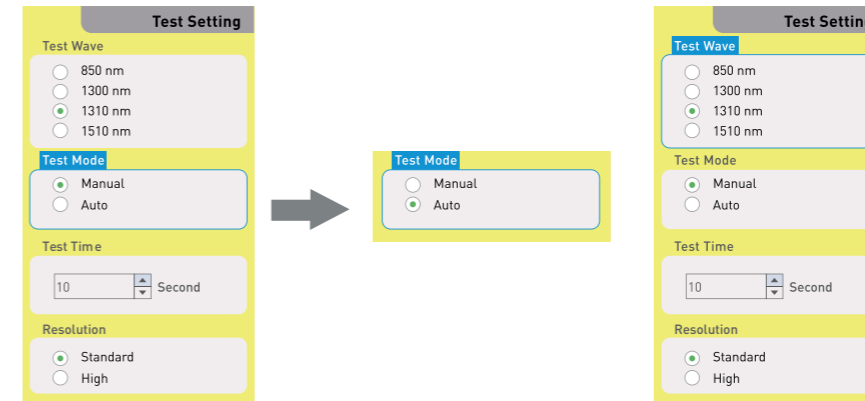 Test Setting
Test Wave
850 nm
1300 nm
1310 nm
1510 nm
Test Mode
Manual
Auto
Test Time
10 Second
Resolution
Standard
High
Test Mode
Manual
Auto
Test Settin
Test Wave
850 nm
1300 nm
1310 nm
1510 nm
Test Mode
Manual
Auto
Test Time
10 Second
Resolution
Standard
High